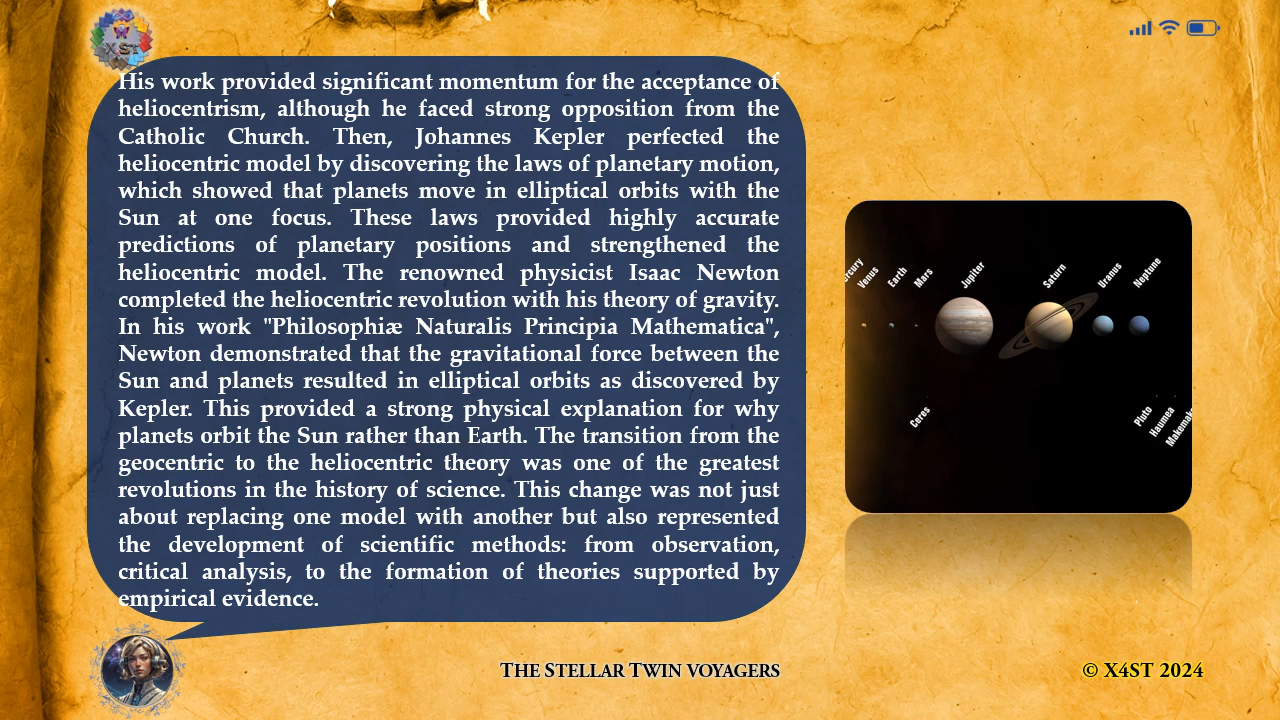 X4ST
His work provided significant momentum for the acceptance of
heliocentrism, although he faced strong opposition from the
Catholic Church. Then, Johannes Kepler perfected the
heliocentric model by discovering the laws of planetary motion,
which showed that planets move in elliptical orbits with the
Sun at one focus. These laws provided highly accurate
predictions of planetary positions and strengthened the
heliocentric model. The renowned physicist Isaac Newton
completed the heliocentric revolution with his theory of gravity.
In his work "Philosophiæ Naturalis Principia Mathematica",
Newton demonstrated that the gravitational force between the
Sun and planets resulted in elliptical orbits as discovered by
Kepler. This provided a strong physical explanation for why
planets orbit the Sun rather than Earth. The transition from the
geocentric to the heliocentric theory was one of the greatest
revolutions in the history of science. This change was not just
about replacing one model with another but also represented
the development of scientific methods: from observation,
critical analysis, to the formation of theories supported by
empirical evidence.
Venus
Earth
Mars
Jupiter
Saturn
Uranus
Neptune
Ceres
Pluto
Haumea
THE STELLAR TWIN VOYAGERS
© X4ST 2024